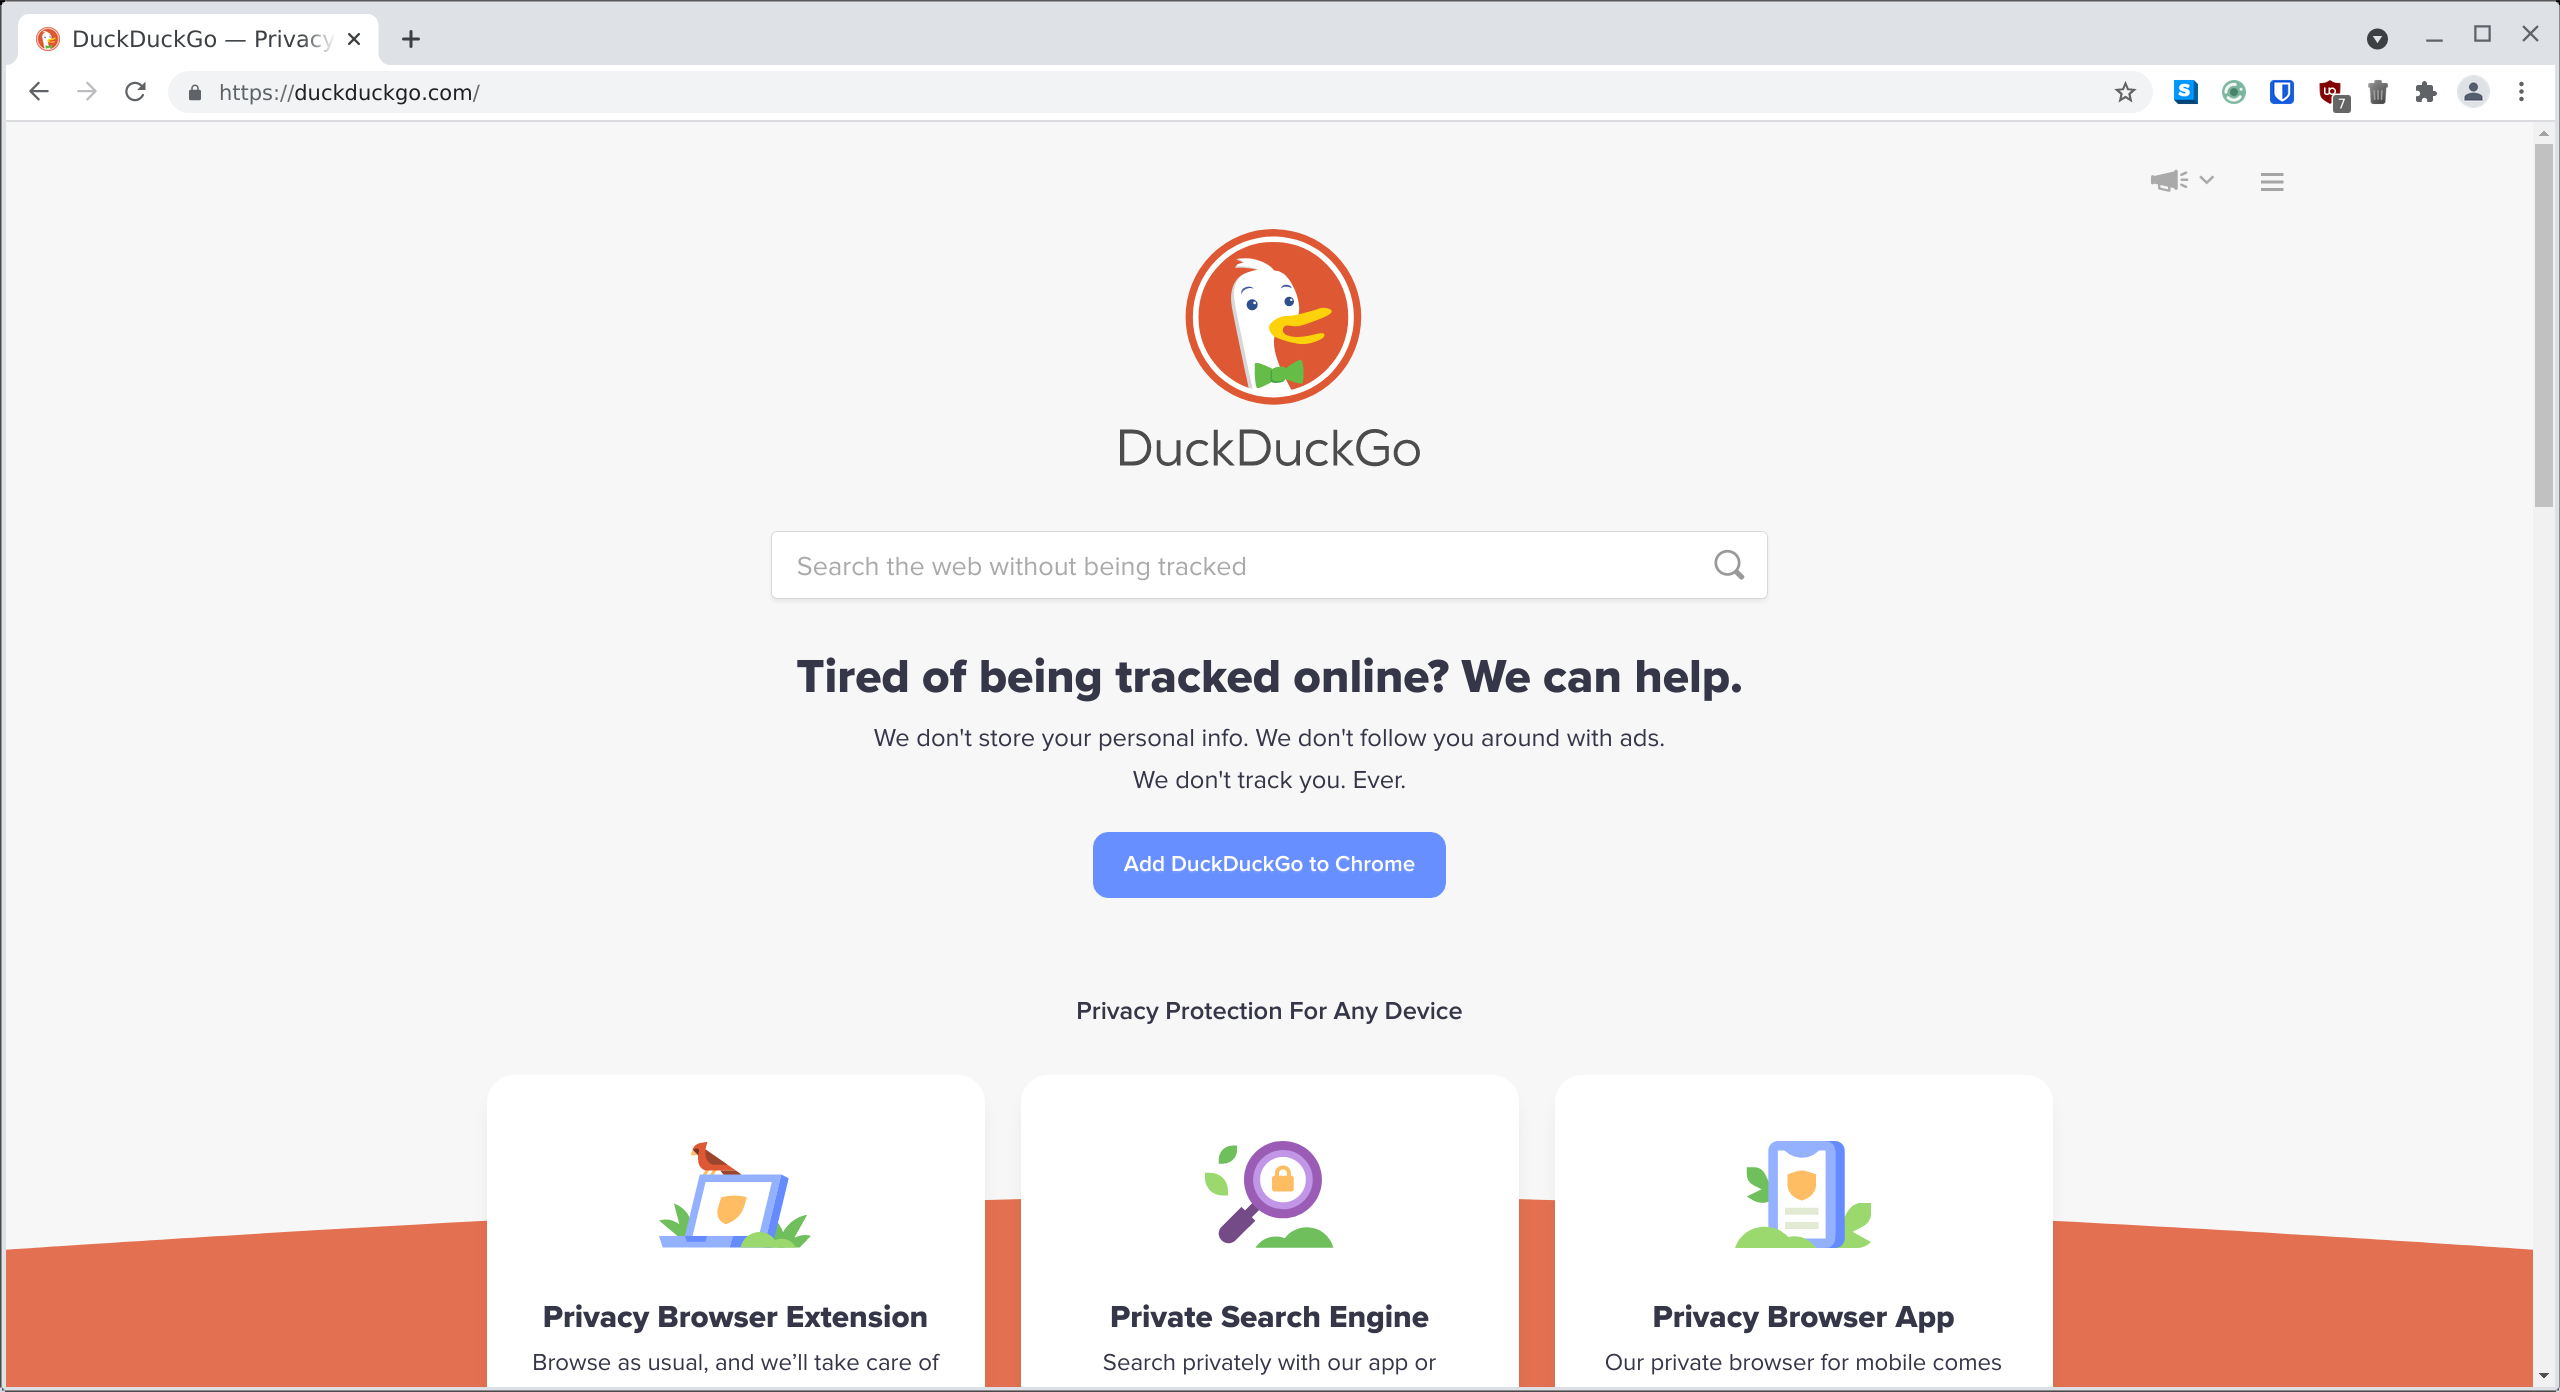 DuckDuckGo — Privacy
https://duckduckgo.com/
S
UO
7
DuckDuckGo
Search the web without being tracked
Tired of being tracked online? We can help.
We don't store your personal info. We don't follow you around with ads.
We don't track you. Ever.
Add DuckDuckGo to Chrome
Privacy Protection For Any Device
Privacy Browser Extension
Browse as usual, and we’ll take care of
Private Search Engine
Search privately with our app or
Privacy Browser App
Our private browser for mobile comes